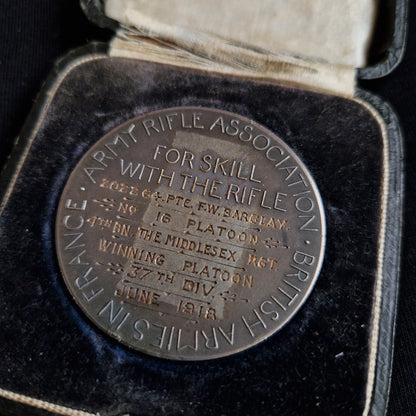 ARMY RIFLE ASSOCIATION · BRITISH ARMIES IN FRANCE ·
FOR SKILL
WITH THE RIFLE
PTE. F.W. BARCLAY.
No 16 PLATOON
4TH BN. THE MIDDLESEX RGT
WINNING PLATOON
37TH DIV.
JUNE 1918